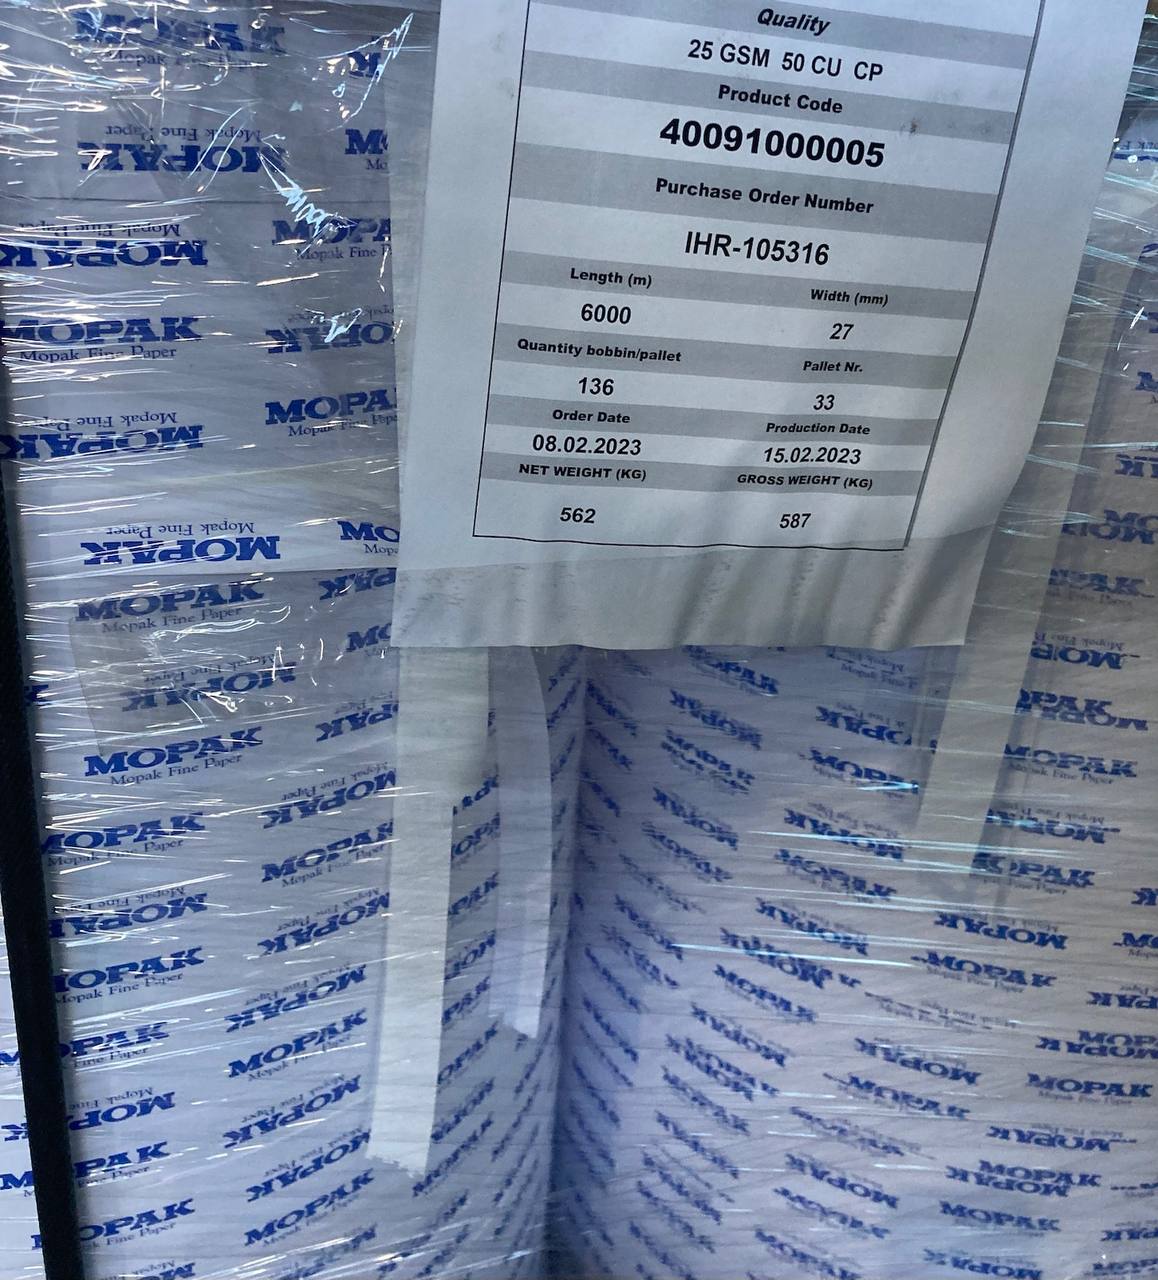 Quality
25 GSM 50 CU CP
Product Code
40091000005
Purchase Order Number
IHR-105316
Length (m) Width (mm)
6000 27
Quantity bobbin/pallet Pallet Nr.
136 33
Order Date Production Date
08.02.2023 15.02.2023
NET WEIGHT (KG) GROSS WEIGHT (KG)
562 587
MOPAK
Mopak Fine Paper